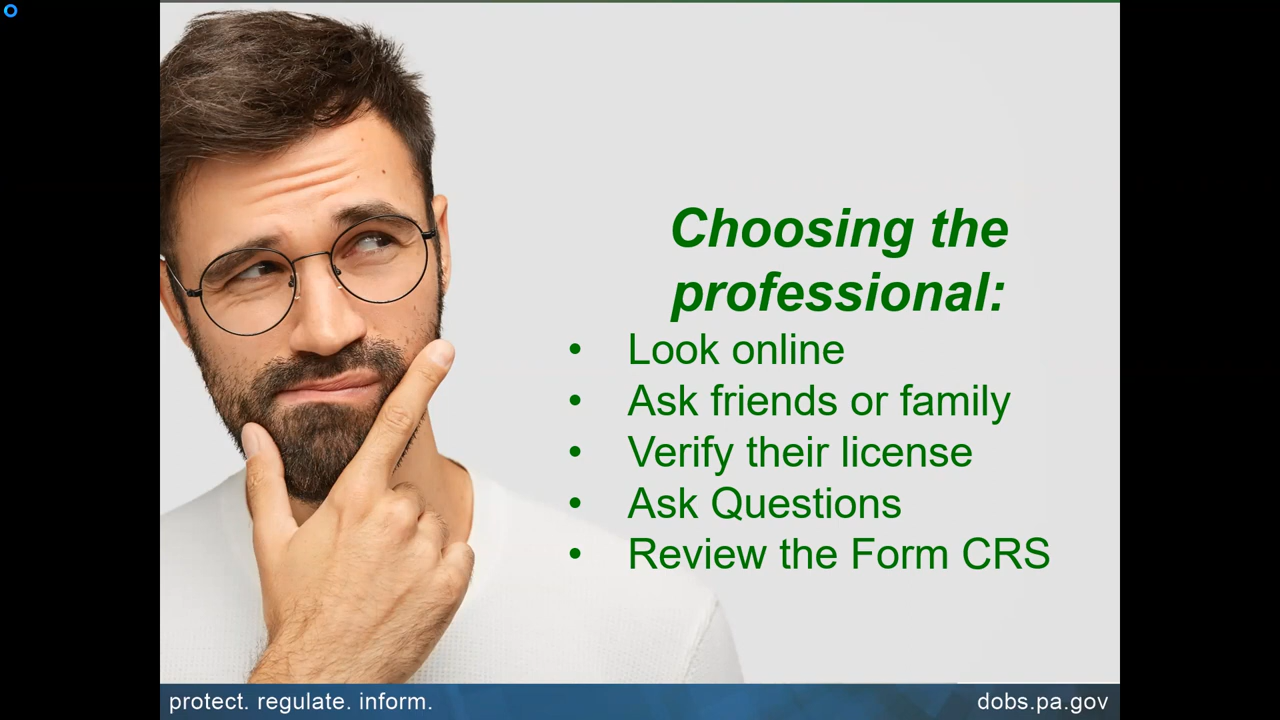 Choosing the
professional:
• Look online
• Ask friends or family
• Verify their license
• Ask Questions
• Review the Form CRS
protect. regulate. inform.
dobs.pa.gov